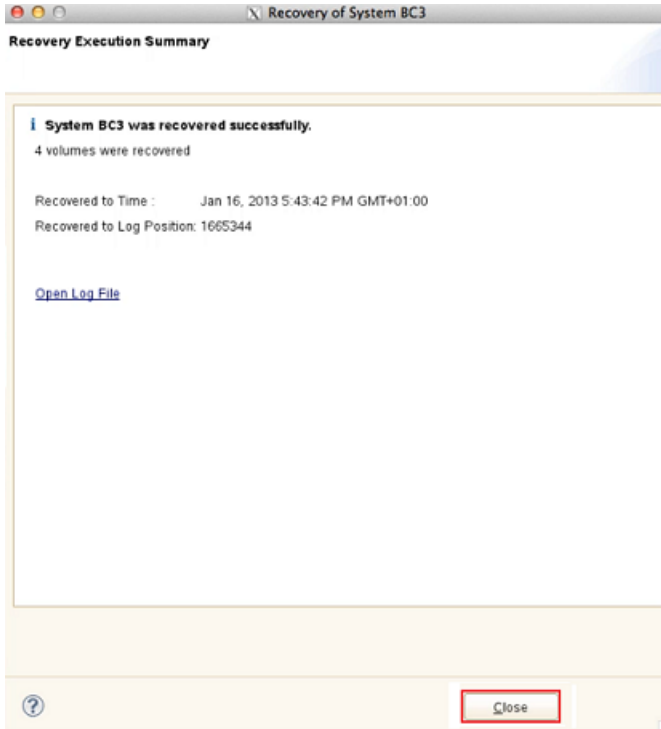 Recovery of System BC3
Recovery Execution Summary
i System BC3 was recovered successfully.
4 volumes were recovered
Recovered to Time : Jan 16, 2013 5:43:42 PM GMT+01:00
Recovered to Log Position: 1665344
Open Log File
? Close